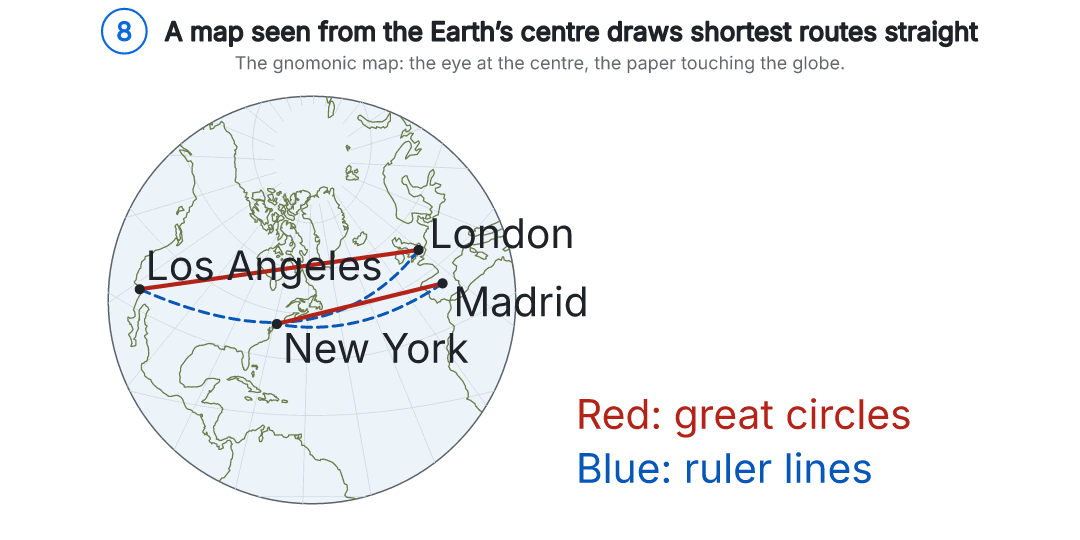 8 A map seen from the Earth’s centre draws shortest routes straight
The gnomonic map: the eye at the centre, the paper touching the globe.
London
Los Angeles
Madrid
New York
Red: great circles
Blue: ruler lines